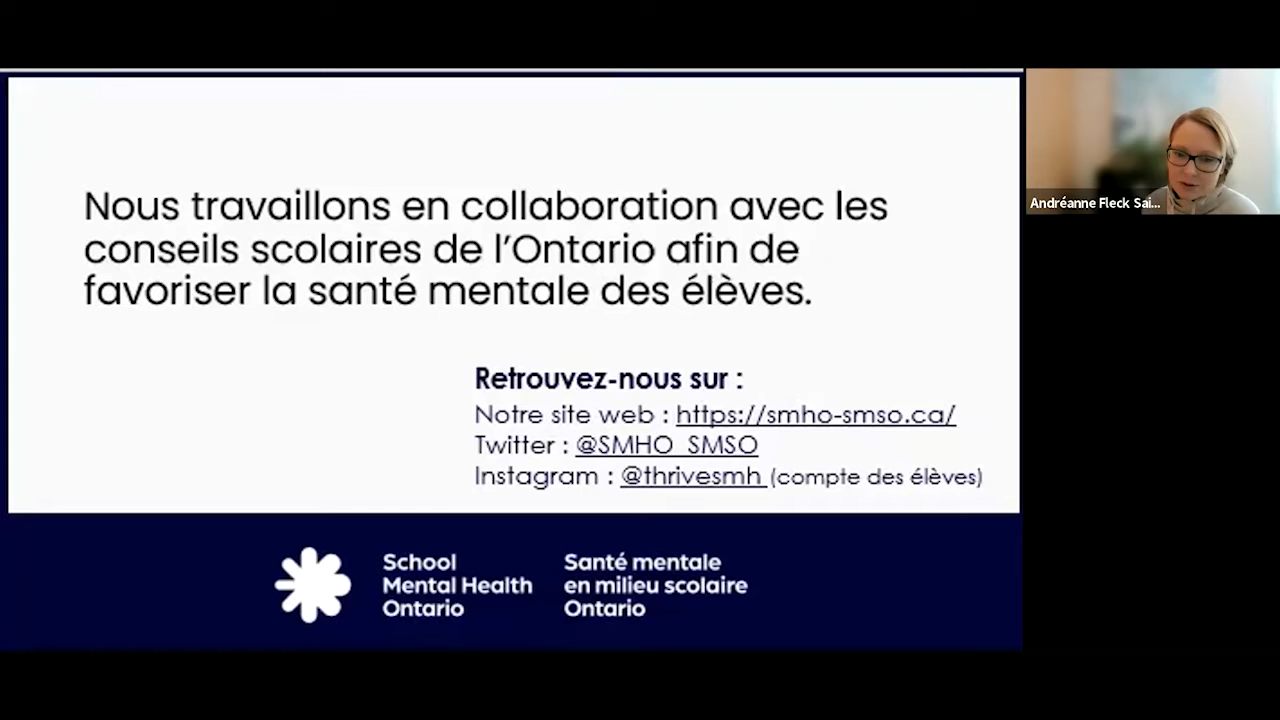 Nous travaillons en collaboration avec les
conseils scolaires de l'Ontario afin de
favoriser la santé mentale des élèves.
Retrouvez-nous sur :
Notre site web : https://smho-smso.ca/
Twitter : @SMHO_SMSO
Instagram : @thrivesmh (compte des élèves)
School
Mental Health
Ontario
Santé mentale
en milieu scolaire
Ontario
Andréanne Fleck Sai...